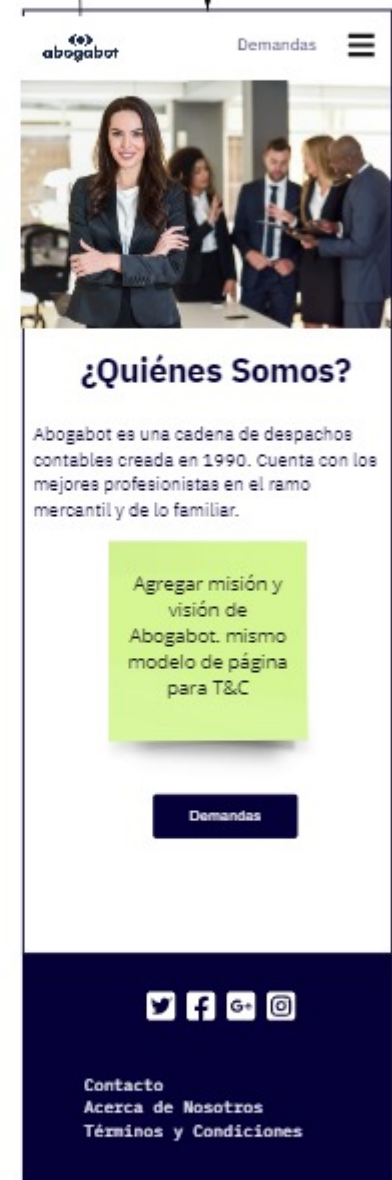 abogabot
Demandas
¿Quiénes Somos?
Abogabot es una cadena de despachos
contables creada en 1990. Cuenta con los
mejores profesionistas en el ramo
mercantil y de lo familiar.
Agregar misión y
visión de
Abogabot. mismo
modelo de página
para T&C
Demandas
G+
Contacto
Acerca de Nosotros
Términos y Condiciones